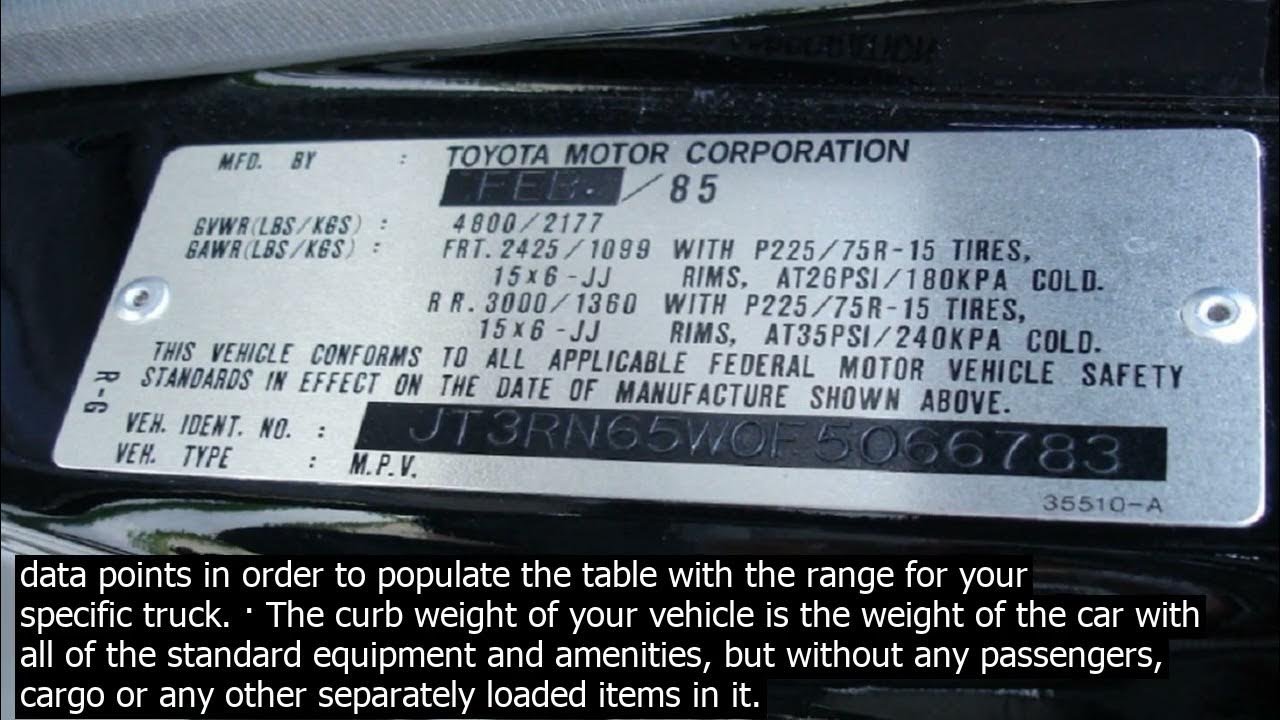 MFD. BY : TOYOTA MOTOR CORPORATION
FEB. / 85
GVWR(LBS/KGS) : 4800/2177
GAWR(LBS/KGS) : FRT. 2425/1099 WITH P225/75R-15 TIRES,
15x6-JJ RIMS, AT26PSI/180KPA COLD.
RR. 3000/1360 WITH P225/75R-15 TIRES,
15x6-JJ RIMS, AT35PSI/240KPA COLD.
THIS VEHICLE CONFORMS TO ALL APPLICABLE FEDERAL MOTOR VEHICLE SAFETY
STANDARDS IN EFFECT ON THE DATE OF MANUFACTURE SHOWN ABOVE.
R-G
VEH. IDENT. NO. : JT3RN65W0F5066783
VEH. TYPE : M.P.V.
35510-A
data points in order to populate the table with the range for your
specific truck. · The curb weight of your vehicle is the weight of the car with
all of the standard equipment and amenities, but without any passengers,
cargo or any other separately loaded items in it.